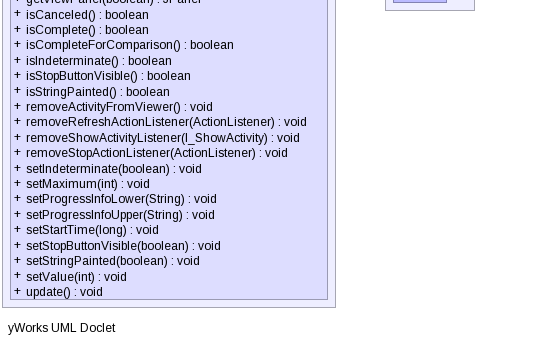 + isCanceled() : boolean
+ isComplete() : boolean
+ isCompleteForComparison() : boolean
+ isIndeterminate() : boolean
+ isStopButtonVisible() : boolean
+ isStringPainted() : boolean
+ removeActivityFromViewer() : void
+ removeRefreshActionListener(ActionListener) : void
+ removeShowActivityListener(I_ShowActivity) : void
+ removeStopActionListener(ActionListener) : void
+ setIndeterminate(boolean) : void
+ setMaximum(int) : void
+ setProgressInfoLower(String) : void
+ setProgressInfoUpper(String) : void
+ setStartTime(long) : void
+ setStopButtonVisible(boolean) : void
+ setStringPainted(boolean) : void
+ setValue(int) : void
+ update() : void
yWorks UML Doclet